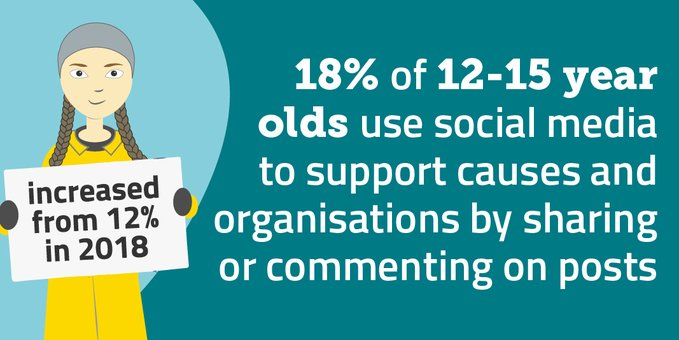 increased
from 12%
in 2018
18% of 12-15 year
olds use social media
to support causes and
organisations by sharing
or commenting on posts